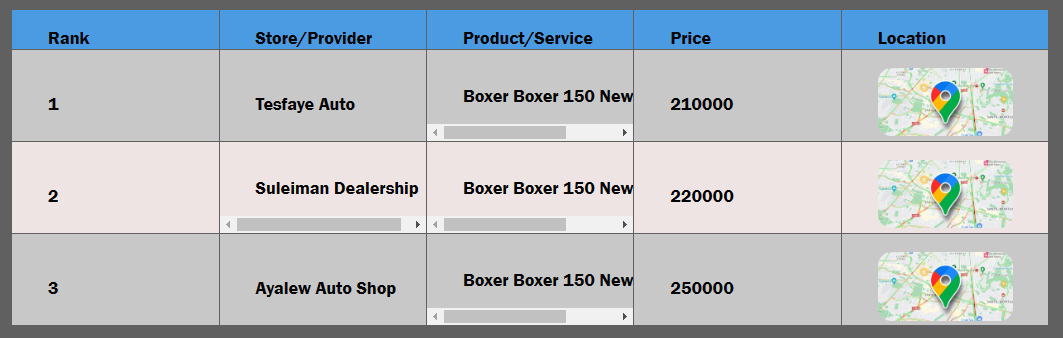 Rank Store/Provider Product/Service Price Location
1 Tesfaye Auto Boxer Boxer 150 New 210000
2 Suleiman Dealership Boxer Boxer 150 New 220000
3 Ayalew Auto Shop Boxer Boxer 150 New 250000